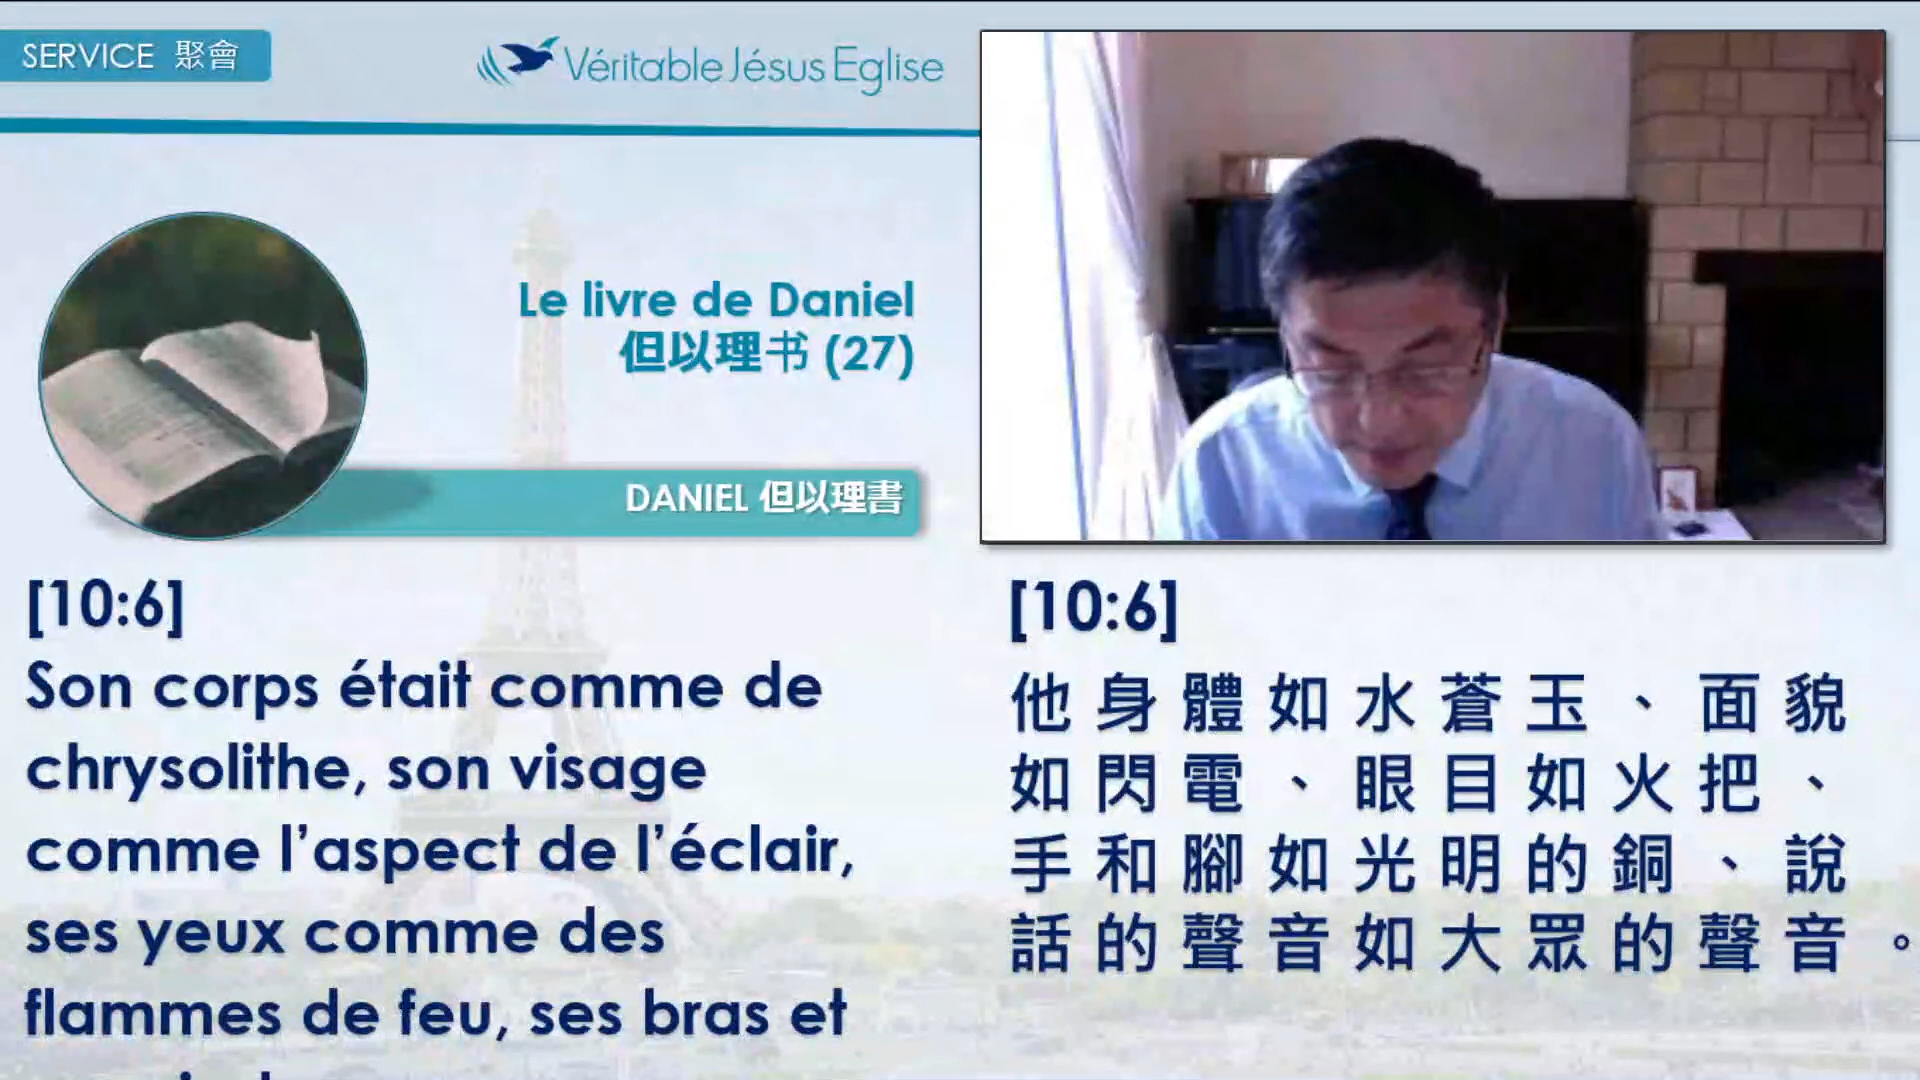 SERVICE 聚會
Véritable Jésus Eglise
Le livre de Daniel
但以理书 (27)
DANIEL 但以理書
[10:6]
Son corps était comme de
chrysolithe, son visage
comme l’aspect de l’éclair,
ses yeux comme des
flammes de feu, ses bras et
[10:6]
他身體如水蒼玉、面貌
如閃電、眼目如火把、
手和腳如光明的銅、說
話的聲音如大眾的聲音。